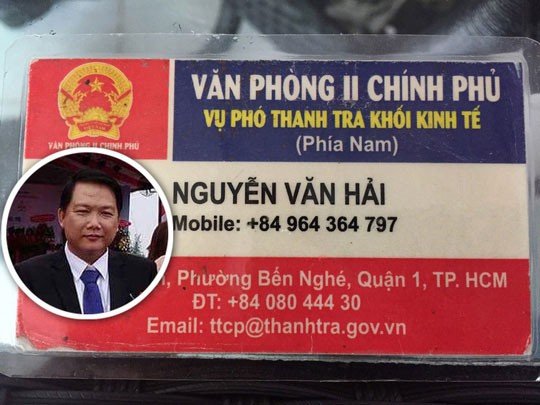 VĂN PHÒNG II CHÍNH PHỦ
VỤ PHÓ THANH TRA KHỐI KINH TẾ
(Phía Nam)
VĂN PHÒNG II CHÍNH PHỦ
NGUYỄN VĂN HẢI
Mobile: +84 964 364 797
Phường Bến Nghé, Quận 1, TP. HCM
ĐT: +84 080 444 30
Email: ttcp@thanhtra.gov.vn